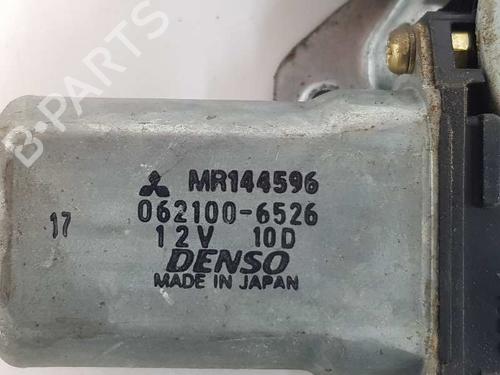 MR144596
062100-6526
17
12V 10D
DENSO
MADE IN JAPAN
B-PARTS